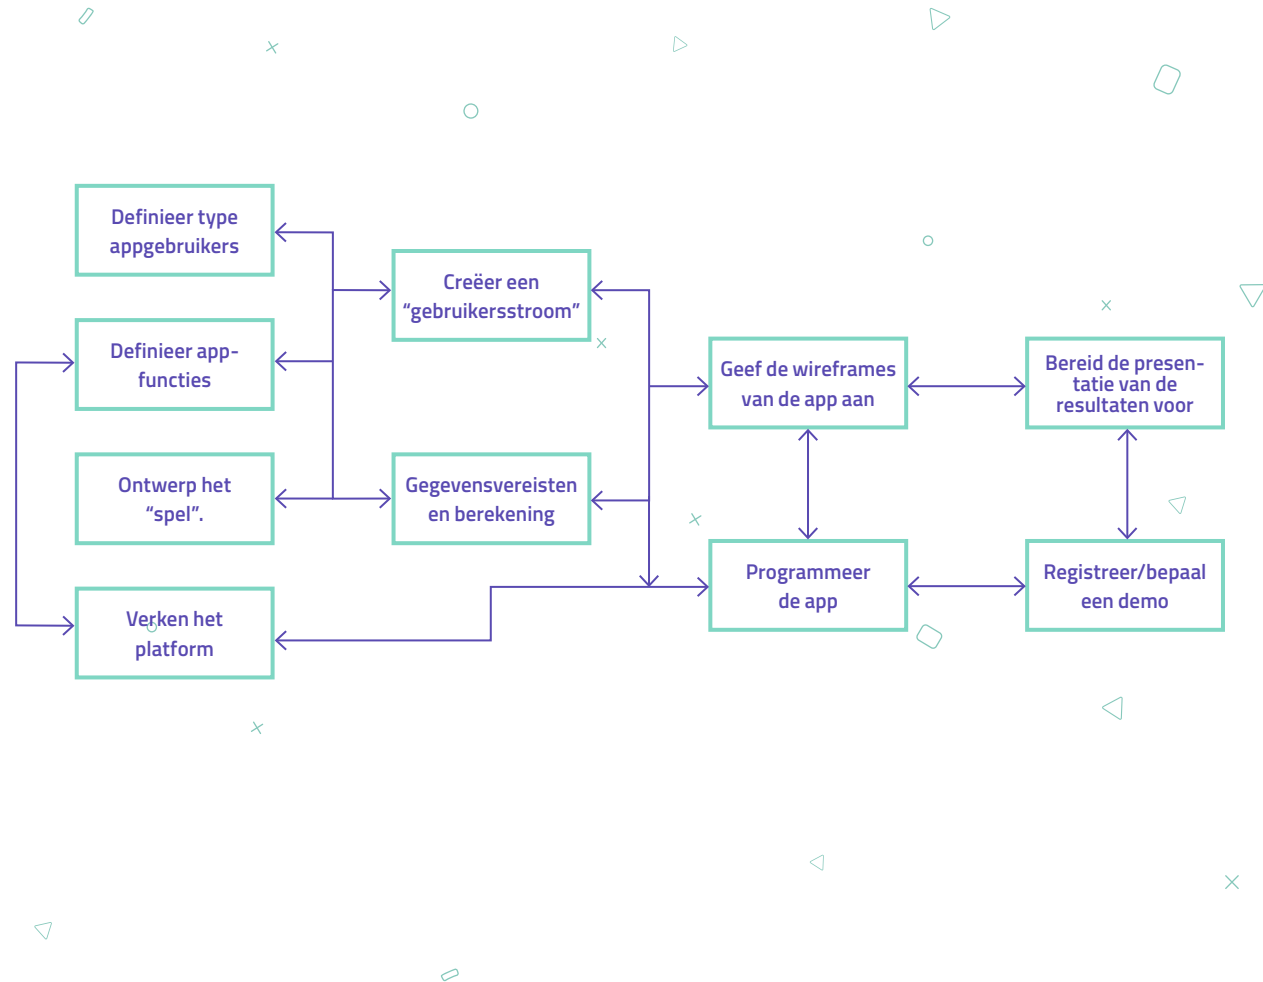 Definieer type
appgebruikers
Definieer app-
functies
Ontwerp het
“spel”.
Verken het
platform
Creëer een
“gebruikersstroom”
Gegevensvereisten
en berekening
Geef de wireframes
van de app aan
Programmeer
de app
Bereid de presen-
tatie van de
resultaten voor
Registreer/bepaal
een demo